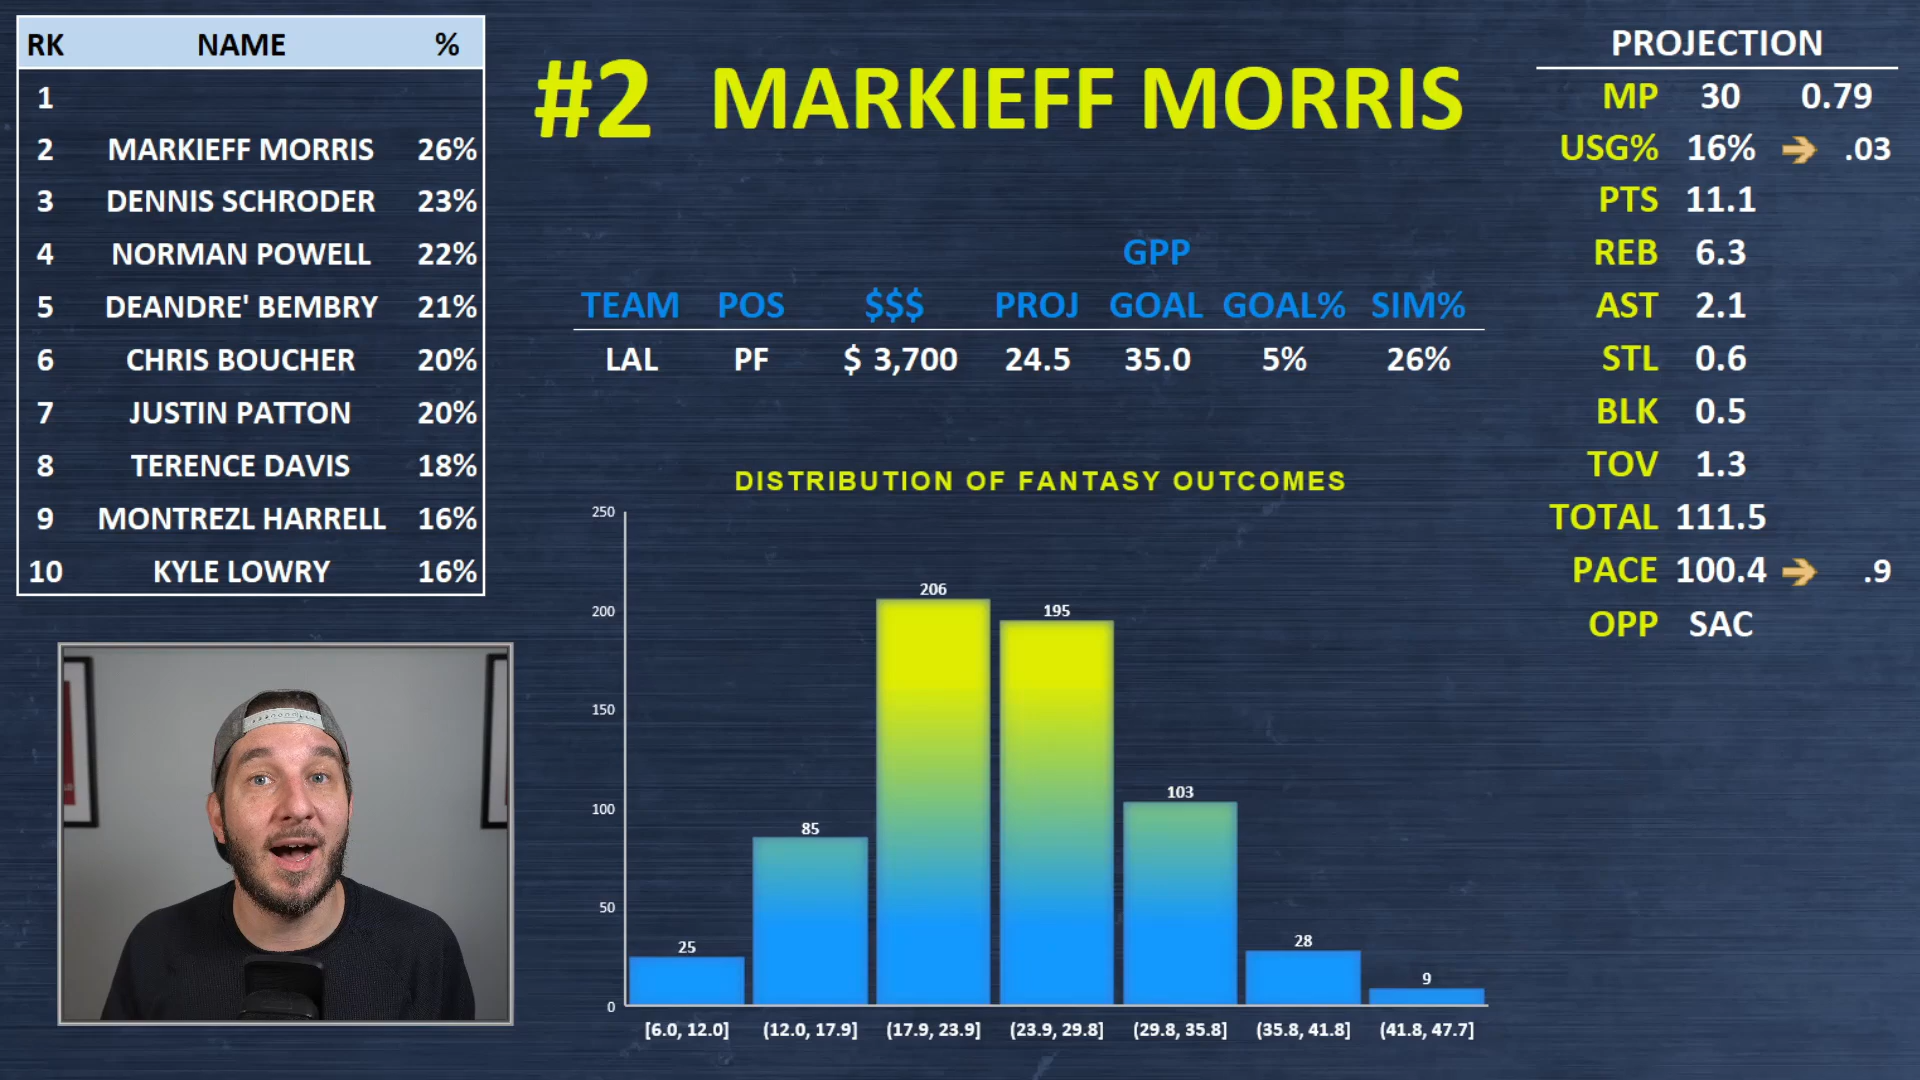 RK NAME %
1
2 MARKIEFF MORRIS 26%
3 DENNIS SCHRODER 23%
4 NORMAN POWELL 22%
5 DEANDRE' BEMBRY 21%
6 CHRIS BOUCHER 20%
7 JUSTIN PATTON 20%
8 TERENCE DAVIS 18%
9 MONTREZL HARRELL 16%
10 KYLE LOWRY 16%
#2 MARKIEFF MORRIS
GPP
TEAM POS $$$ PROJ GOAL GOAL% SIM%
LAL PF $ 3,700 24.5 35.0 5% 26%
DISTRIBUTION OF FANTASY OUTCOMES
250
200
150
100
50
0
25 85 206 195 103 28 9
[6.0, 12.0] (12.0, 17.9] (17.9, 23.9] (23.9, 29.8] (29.8, 35.8] (35.8, 41.8] (41.8, 47.7]
PROJECTION
MP 30 0.79
USG% 16% .03
PTS 11.1
REB 6.3
AST 2.1
STL 0.6
BLK 0.5
TOV 1.3
TOTAL 111.5
PACE 100.4 .9
OPP SAC